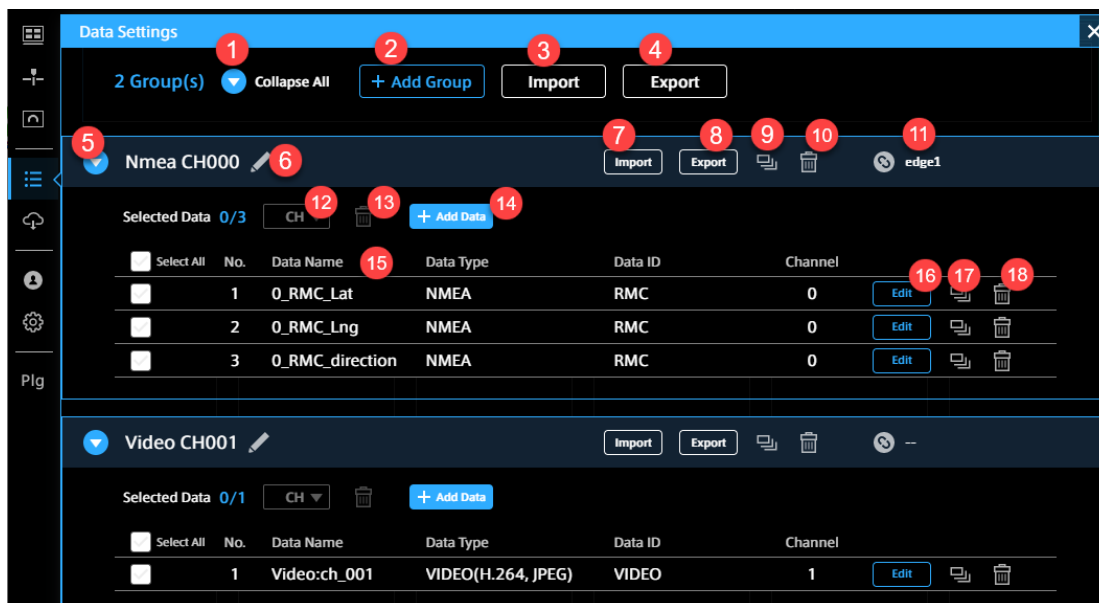 Data Settings
1 2 3 4
2 Group(s) Collapse All + Add Group Import Export
5 Nmea CH000 6 7 Import 8 Export 9 10 11 edge1
Selected Data 0/3 CH 12 13 + Add Data 14
Select All No. Data Name 15 Data Type Data ID Channel
16 17 18
1 0_RMC_Lat NMEA RMC 0 Edit
2 0_RMC_Lng NMEA RMC 0 Edit
3 0_RMC_direction NMEA RMC 0 Edit
Plg
Video CH001 Import Export --
Selected Data 0/1 CH + Add Data
Select All No. Data Name Data Type Data ID Channel
1 Video:ch_001 VIDEO(H.264, JPEG) VIDEO 1 Edit